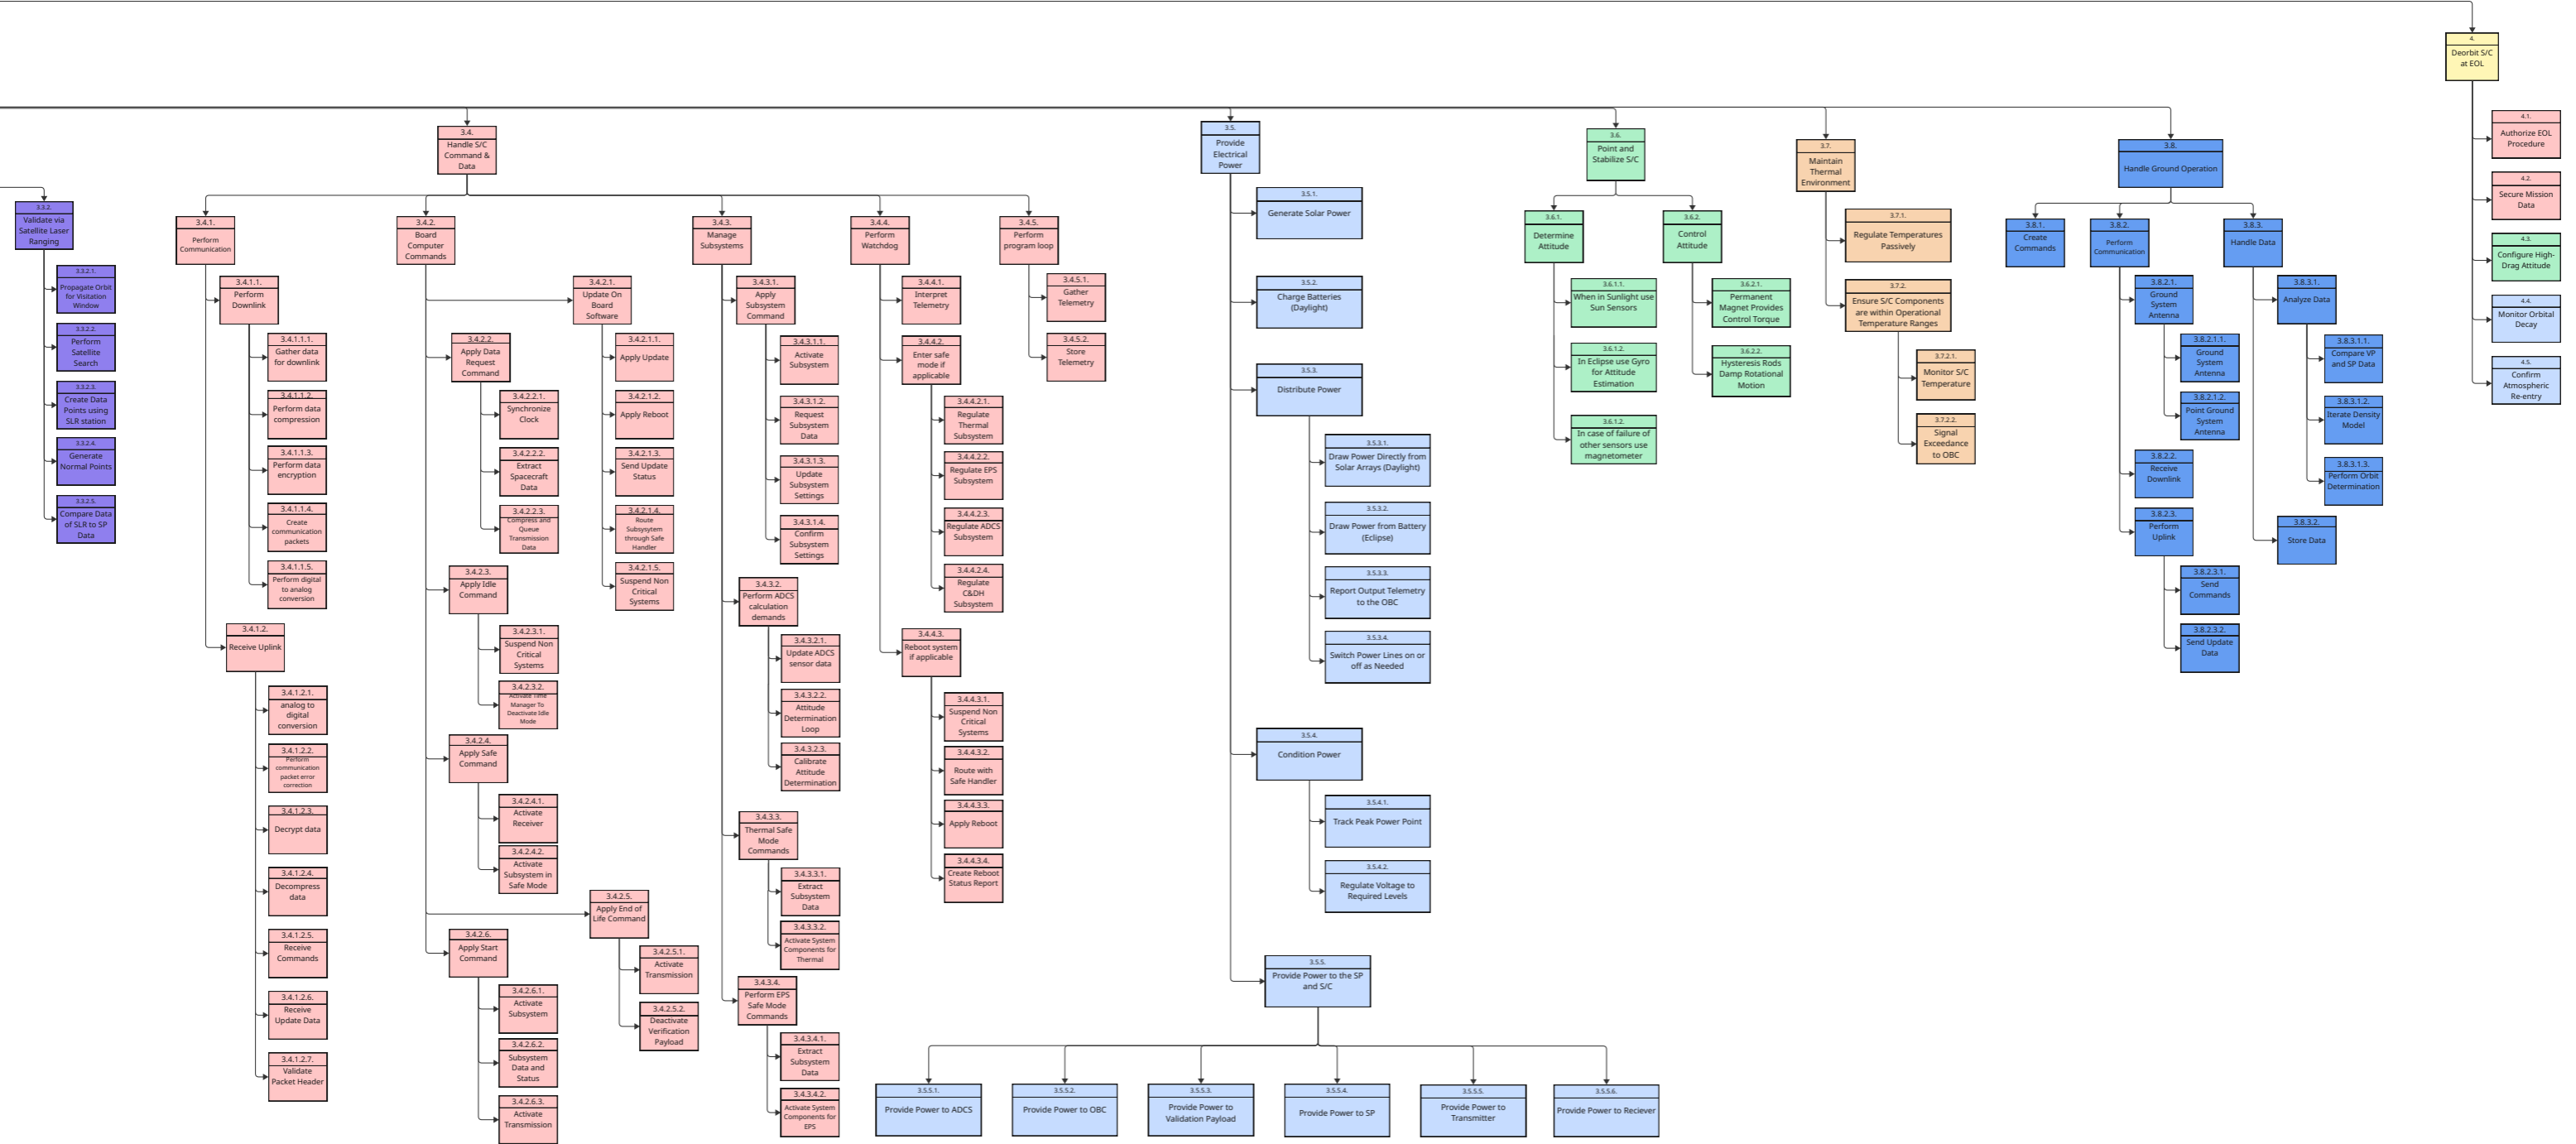 4.
Deorbit S/C
at EOL
4.1.
Authorize EOL
Procedure
4.2.
Secure Mission
Data
4.3.
Configure High-
Drag Attitude
4.4.
Monitor Orbital
Decay
4.5.
Confirm
Atmospheric
Re-entry
3.3.2.
Validate via
Satellite Laser
Ranging
3.3.2.1.
Propagate Orbit
for Visitation
Window
3.3.2.2.
Perform
Satellite
Search
3.3.2.3.
Create Data
Points using
SLR station
3.3.2.4.
Generate
Normal Points
3.3.2.5.
Compare Data
of SLR to SP
Data
3.4.
Handle S/C
Command &
Data
3.4.1.
Perform
Communication
3.4.1.1.
Perform
Downlink
3.4.1.1.1.
Gather data
for downlink
3.4.1.1.2.
Perform data
compression
3.4.1.1.3.
Perform data
encryption
3.4.1.1.4.
Create
communication
packets
3.4.1.1.5.
Perform digital
to analog
conversion
3.4.1.2.
Receive Uplink
3.4.1.2.1.
analog to
digital
conversion
3.4.1.2.2.
Perform
communication
packet error
correction
3.4.1.2.3.
Decrypt data
3.4.1.2.4.
Decompress
data
3.4.1.2.5.
Receive
Commands
3.4.1.2.6.
Receive
Update Data
3.4.1.2.7.
Validate
Packet Header
3.4.2.
Board
Computer
Commands
3.4.2.1.
Update On
Board
Software
3.4.2.1.1.
Apply Update
3.4.2.1.2.
Apply Reboot
3.4.2.1.3.
Send Update
Status
3.4.2.1.4.
Route
Subsysytem
through Safe
Handler
3.4.2.1.5.
Suspend Non
Critical
Systems
3.4.2.2.
Apply Data
Request
Command
3.4.2.2.1.
Synchronize
Clock
3.4.2.2.2.
Extract
Spacecraft
Data
3.4.2.2.3.
Compress and
Queue
Transmission
Data
3.4.2.3.
Apply Idle
Command
3.4.2.3.1.
Suspend Non
Critical
Systems
3.4.2.3.2.
Activate Time
Manager To
Deactivate Idle
Mode
3.4.2.4.
Apply Safe
Command
3.4.2.4.1.
Activate
Receiver
3.4.2.4.2.
Activate
Subsystem in
Safe Mode
3.4.2.5.
Apply End of
Life Command
3.4.2.5.1.
Activate
Transmission
3.4.2.5.2.
Deactivate
Verification
Payload
3.4.2.6.
Apply Start
Command
3.4.2.6.1.
Activate
Subsystem
3.4.2.6.2.
Subsystem
Data and
Status
3.4.2.6.3.
Activate
Transmission
3.4.3.
Manage
Subsystems
3.4.3.1.
Apply
Subsystem
Command
3.4.3.1.1.
Activate
Subsystem
3.4.3.1.2.
Request
Subsystem
Data
3.4.3.1.3.
Update
Subsystem
Settings
3.4.3.1.4.
Confirm
Subsystem
Settings
3.4.3.2.
Perform ADCS
calculation
demands
3.4.3.2.1.
Update ADCS
sensor data
3.4.3.2.2.
Attitude
Determination
Loop
3.4.3.2.3.
Calibrate
Attitude
Determination
3.4.3.3.
Thermal Safe
Mode
Commands
3.4.3.3.1.
Extract
Subsystem
Data
3.4.3.3.2.
Activate System
Components for
Thermal
3.4.3.4.
Perform EPS
Safe Mode
Commands
3.4.3.4.1.
Extract
Subsystem
Data
3.4.3.4.2.
Activate System
Components for
EPS
3.4.4.
Perform
Watchdog
3.4.4.1.
Interpret
Telemetry
3.4.4.2.
Enter safe
mode if
applicable
3.4.4.2.1.
Regulate
Thermal
Subsystem
3.4.4.2.2.
Regulate EPS
Subsystem
3.4.4.2.3.
Regulate ADCS
Subsystem
3.4.4.2.4.
Regulate
C&DH
Subsystem
3.4.4.3.
Reboot system
if applicable
3.4.4.3.1.
Suspend Non
Critical
Systems
3.4.4.3.2.
Route with
Safe Handler
3.4.4.3.3.
Apply Reboot
3.4.4.3.4.
Create Reboot
Status Report
3.4.5.
Perform
program loop
3.4.5.1.
Gather
Telemetry
3.4.5.2.
Store
Telemetry
3.5.
Provide
Electrical
Power
3.5.1.
Generate Solar Power
3.5.2.
Charge Batteries
(Daylight)
3.5.3.
Distribute Power
3.5.3.1.
Draw Power Directly from
Solar Arrays (Daylight)
3.5.3.2.
Draw Power from Battery
(Eclipse)
3.5.3.3.
Report Output Telemetry
to the OBC
3.5.3.4.
Switch Power Lines on or
off as Needed
3.5.4.
Condition Power
3.5.4.1.
Track Peak Power Point
3.5.4.2.
Regulate Voltage to
Required Levels
3.5.5.
Provide Power to the SP
and S/C
3.5.5.1.
Provide Power to ADCS
3.5.5.2.
Provide Power to OBC
3.5.5.3.
Provide Power to
Validation Payload
3.5.5.4.
Provide Power to SP
3.5.5.5.
Provide Power to
Transmitter
3.5.5.6.
Provide Power to Reciever
3.6.
Point and
Stabilize S/C
3.6.1.
Determine
Attitude
3.6.1.1.
When in Sunlight use
Sun Sensors
3.6.1.2.
In Eclipse use Gyro
for Attitude
Estimation
3.6.1.2.
In case of failure of
other sensors use
magnetometer
3.6.2.
Control
Attitude
3.6.2.1.
Permanent
Magnet Provides
Control Torque
3.6.2.2.
Hysteresis Rods
Damp Rotational
Motion
3.7.
Maintain
Thermal
Environment
3.7.1.
Regulate Temperatures
Passively
3.7.2.
Ensure S/C Components
are within Operational
Temperature Ranges
3.7.2.1.
Monitor S/C
Temperature
3.7.2.2.
Signal
Exceedance
to OBC
3.8.
Handle Ground Operation
3.8.1.
Create
Commands
3.8.2.
Perform
Communication
3.8.2.1.
Ground
System
Antenna
3.8.2.1.1.
Ground
System
Antenna
3.8.2.1.2.
Point Ground
System
Antenna
3.8.2.2.
Receive
Downlink
3.8.2.3.
Perform
Uplink
3.8.2.3.1.
Send
Commands
3.8.2.3.2.
Send Update
Data
3.8.3.
Handle Data
3.8.3.1.
Analyze Data
3.8.3.1.1.
Compare VP
and SP Data
3.8.3.1.2.
Iterate Density
Model
3.8.3.1.3.
Perform Orbit
Determination
3.8.3.2.
Store Data